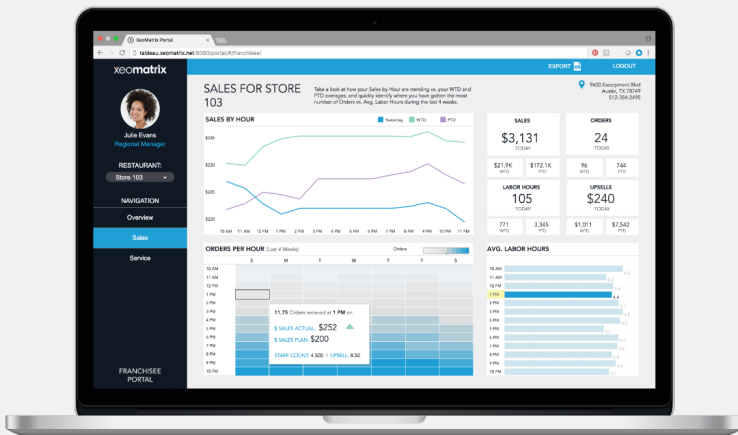 XeoMatrix Portal
tableau.xeomatrix.net:8080/portal/#/franchisee/
xeomatrix
EXPORT
LOGOUT
Julie Evans
Regional Manager
RESTAURANT:
Store 103
NAVIGATION
Overview
Sales
Service
FRANCHISEE
PORTAL
SALES FOR STORE
103
Take a look at how your Sales by Hour are trending vs. your WTD and
PTD averages, and quickly identify where you have gotten the most
number of Orders vs. Avg. Labor Hours during the last 4 weeks.
9600 Escarpment Blvd
Austin, TX 78749
512-384-2495
SALES BY HOUR
Yesterday WTD PTD
$235
$230
$225
$220
10 AM 11 AM 12 PM 1 PM 2 PM 3 PM 4 PM 5 PM 6 PM 7 PM 8 PM 9 PM 10 PM 11 PM
SALES
$3,131
TODAY
$21.9K $172.1K
WTD PTD
ORDERS
24
TODAY
96 744
WTD PTD
LABOR HOURS
105
TODAY
771 3,345
WTD PTD
UPSELLS
$240
TODAY
$1,011 $7,542
WTD PTD
ORDERS PER HOUR (Last 4 Weeks)
Orders
S M T W T F S
10 AM
11 AM
12 PM
1 PM
2 PM
3 PM
4 PM
5 PM
6 PM
7 PM
8 PM
9 PM
10 PM
11.75 Orders recieved at 1 PM on
$ SALES ACTUAL: $252
$ SALES PLAN: $200
STAFF COUNT: 4.500 | UPSELL: 8.50
AVG. LABOR HOURS
10 AM
11 AM
12 PM
1 PM
2 PM
3 PM
4 PM
5 PM
6 PM
7 PM
8 PM
9 PM
10 PM